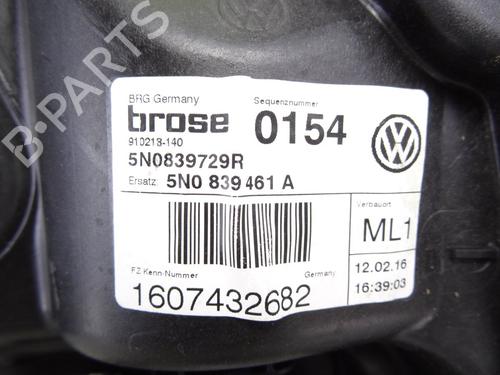 B-PARTS
BRG Germany
Sequenznummer
brose 0154
910213-140
5N0839729R
Ersatz: 5N0 839 461 A
Verbauort
ML1
FZ Kenn-Nummer
Germany
12.02.16
1607432682
16:39:03